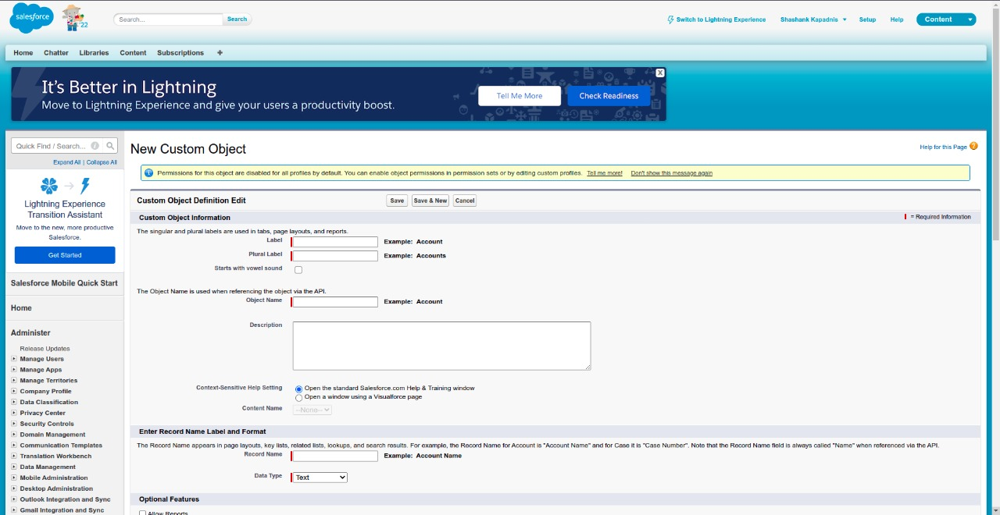 salesforce
'22
Search...
Search
Switch to Lightning Experience
Shashank Kapadnis
Setup
Help
Content
Home
Chatter
Libraries
Content
Subscriptions
+
It's Better in Lightning
Move to Lightning Experience and give your users a productivity boost.
Tell Me More
Check Readiness
X
Quick Find / Search...
Expand All | Collapse All
Lightning Experience
Transition Assistant
Move to the new, more productive
Salesforce.
Get Started
Salesforce Mobile Quick Start
Home
Administer
Release Updates
Manage Users
Manage Apps
Manage Territories
Company Profile
Data Classification
Privacy Center
Security Controls
Domain Management
Communication Templates
Translation Workbench
Data Management
Mobile Administration
Desktop Administration
Outlook Integration and Sync
Gmail Integration and Sync
New Custom Object
Help for this Page ?
Permissions for this object are disabled for all profiles by default. You can enable object permissions in permission sets or by editing custom profiles. Tell me more! Don't show this message again
Custom Object Definition Edit
Save
Save & New
Cancel
Custom Object Information
= Required Information
The singular and plural labels are used in tabs, page layouts, and reports.
Label
Example: Account
Plural Label
Example: Accounts
Starts with vowel sound
The Object Name is used when referencing the object via the API.
Object Name
Example: Account
Description
Context-Sensitive Help Setting
Open the standard Salesforce.com Help & Training window
Open a window using a Visualforce page
Content Name
--None--
Enter Record Name Label and Format
The Record Name appears in page layouts, key lists, related lists, lookups, and search results. For example, the Record Name for Account is "Account Name" and for Case it is "Case Number". Note that the Record Name field is always called "Name" when referenced via the API.
Record Name
Example: Account Name
Data Type
Text
Optional Features
Allow Reports